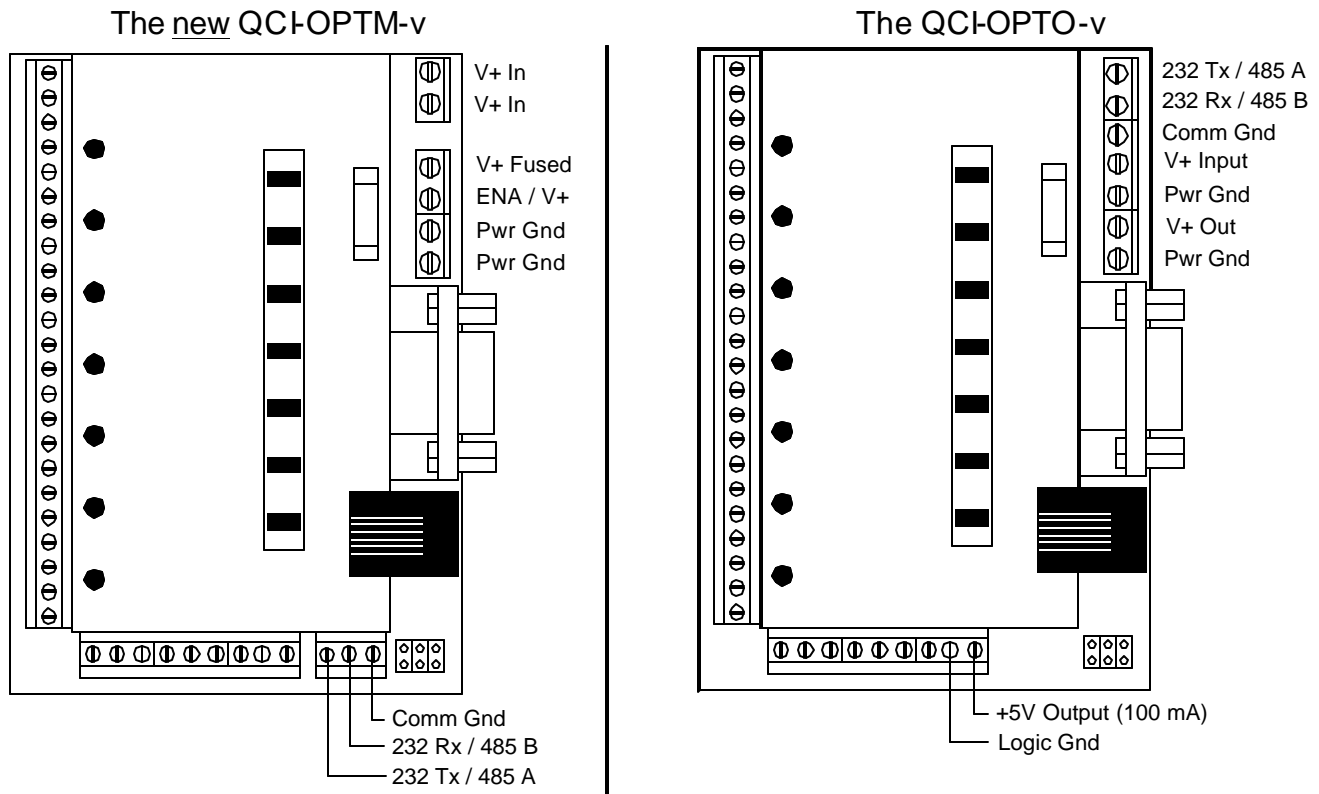 The new QCI-OPTM-v
V+ In
V+ In
V+ Fused
ENA / V+
Pwr Gnd
Pwr Gnd
Comm Gnd
232 Rx / 485 B
232 Tx / 485 A
The QCI-OPTO-v
232 Tx / 485 A
232 Rx / 485 B
Comm Gnd
V+ Input
Pwr Gnd
V+ Out
Pwr Gnd
+5V Output (100 mA)
Logic Gnd